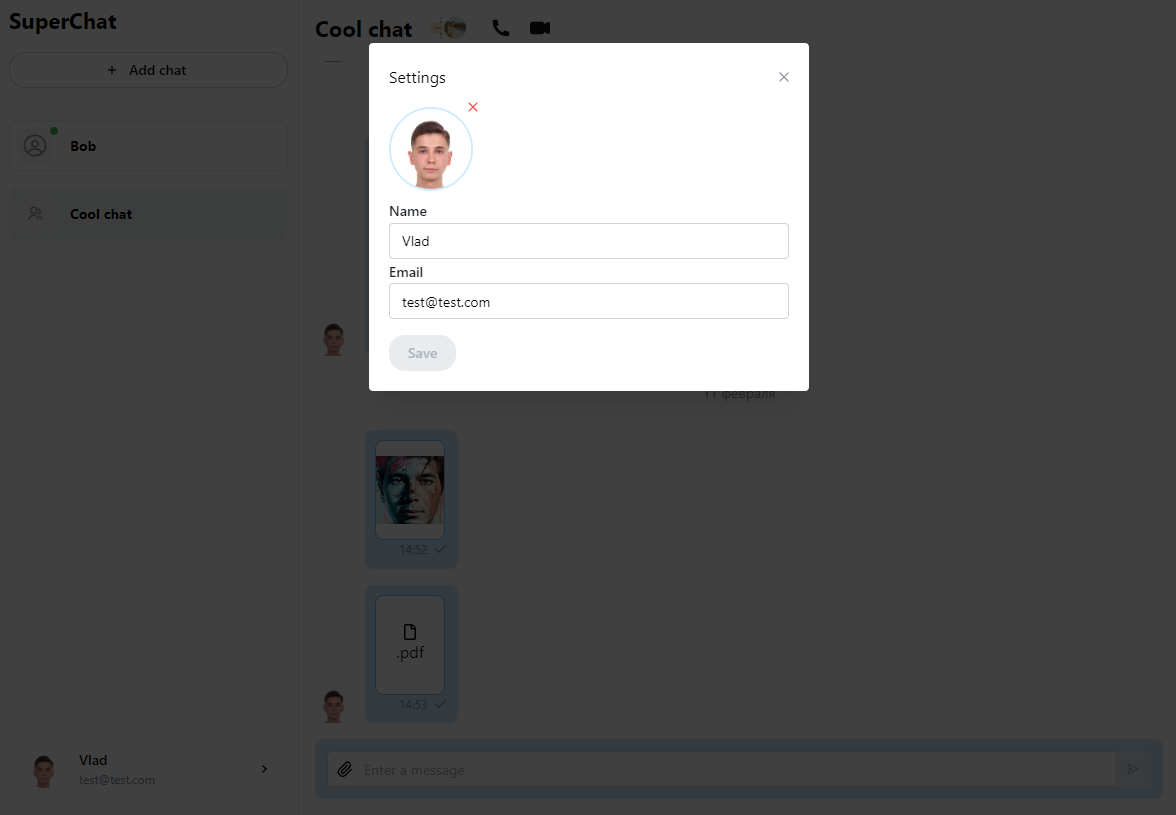 SuperChat
+ Add chat
Bob
Cool chat
Vlad
test@test.com
Cool chat
Settings
Name
Vlad
Email
test@test.com
Save
11 февраля
14:52
.pdf
14:53
Enter a message